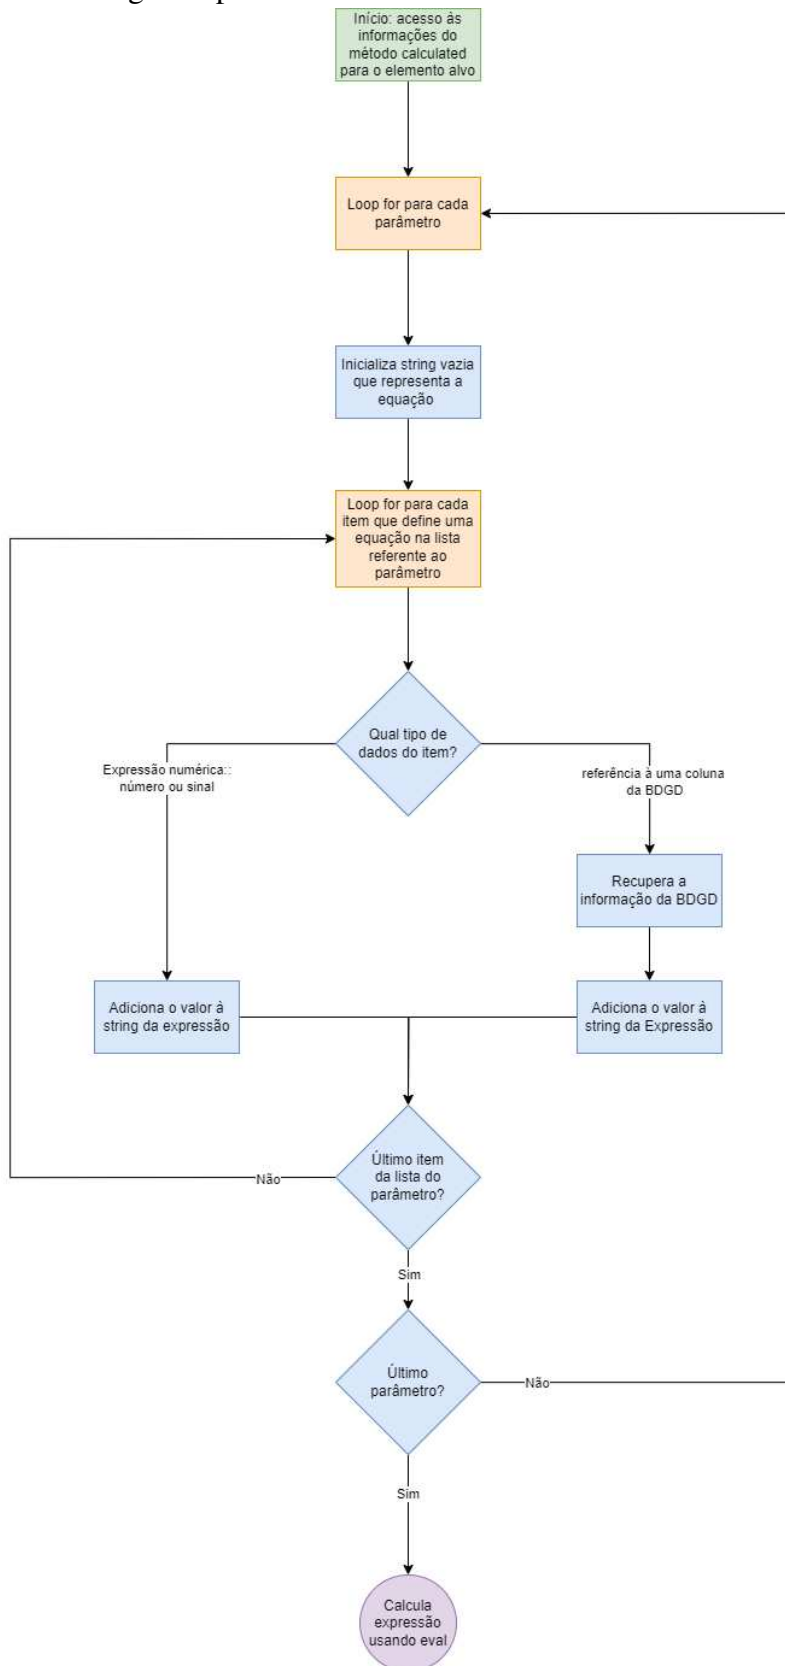 Início: acesso às
informações do
método calculated
para o elemento alvo
Loop for para cada
parâmetro
Inicializa string vazia
que representa a
equação
Loop for para cada
item que define uma
equação na lista
referente ao
parâmetro
Qual tipo de
dados do item?
Expressão numérica::
número ou sinal
referência à uma coluna
da BDGD
Recupera a
informação da BDGD
Adiciona o valor à
string da expressão
Adiciona o valor à
string da Expressão
Último item
da lista do
parâmetro?
Não
Sim
Último
parâmetro?
Não
Sim
Calcula
expressão
usando eval